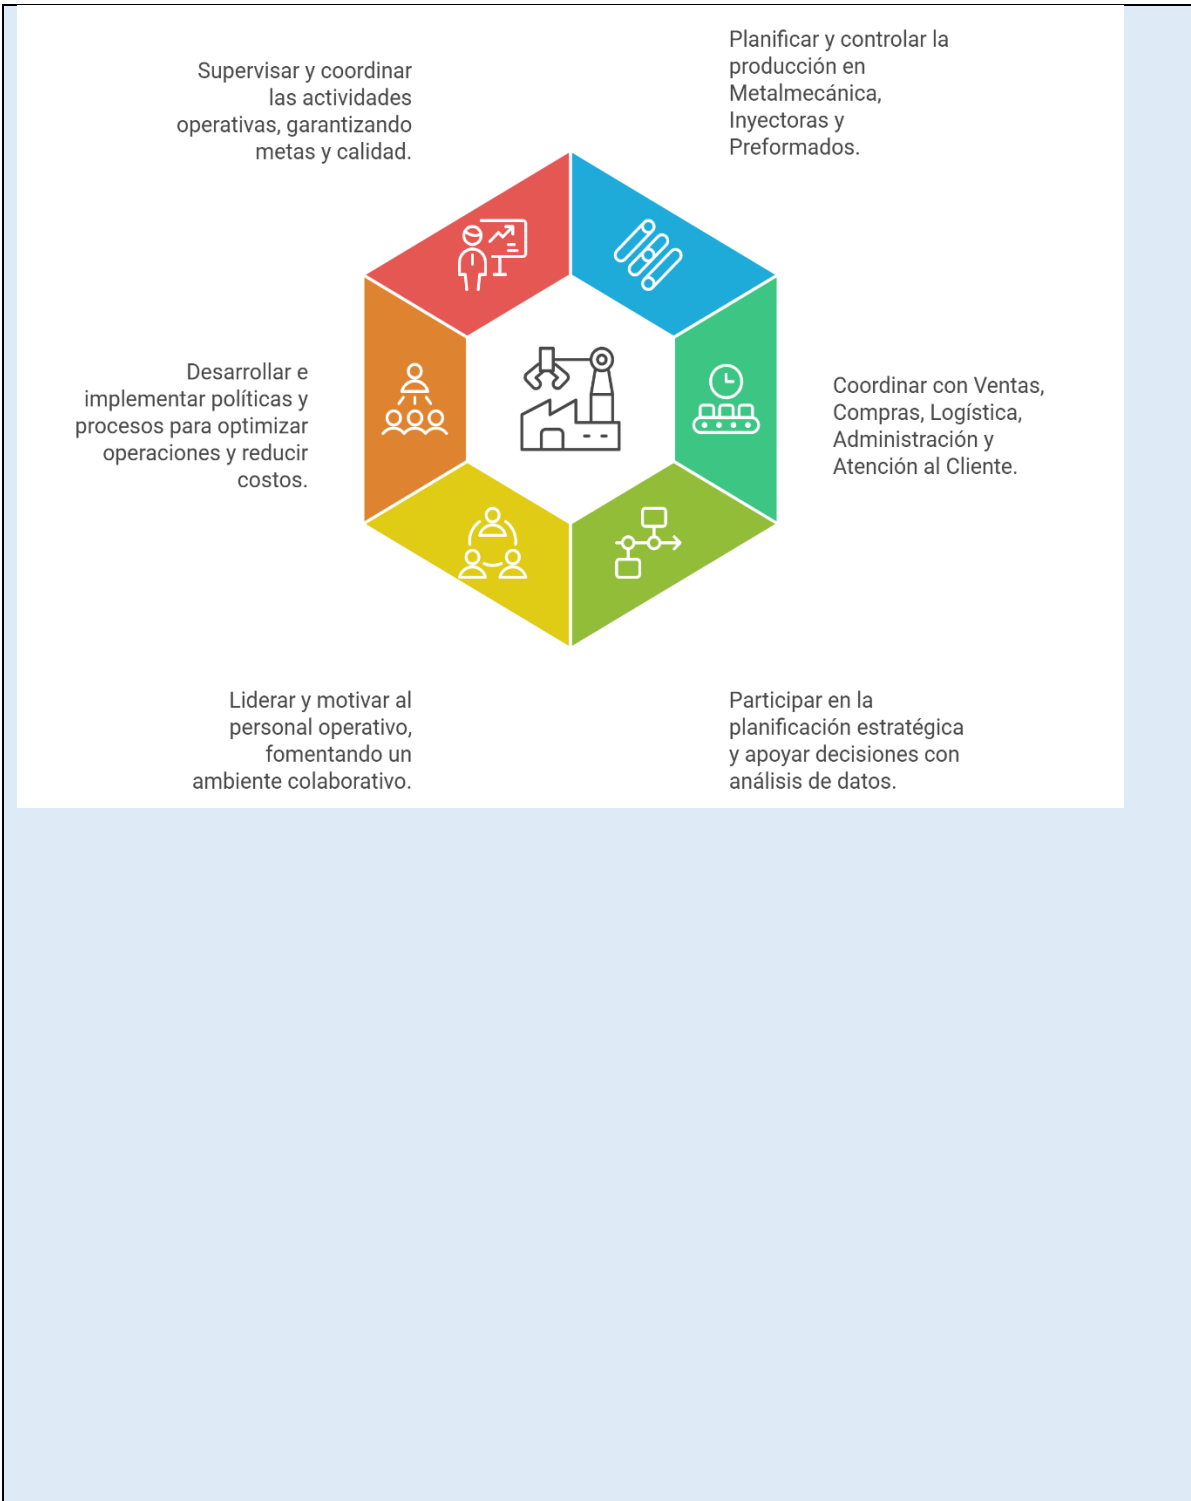 Supervisar y coordinar
las actividades
operativas, garantizando
metas y calidad.
Planificar y controlar la
producción en
Metalmecánica,
Inyectoras y
Preformados.
Desarrollar e
implementar políticas y
procesos para optimizar
operaciones y reducir
costos.
Coordinar con Ventas,
Compras, Logística,
Administración y
Atención al Cliente.
Liderar y motivar al
personal operativo,
fomentando un
ambiente colaborativo.
Participar en la
planificación estratégica
y apoyar decisiones con
análisis de datos.